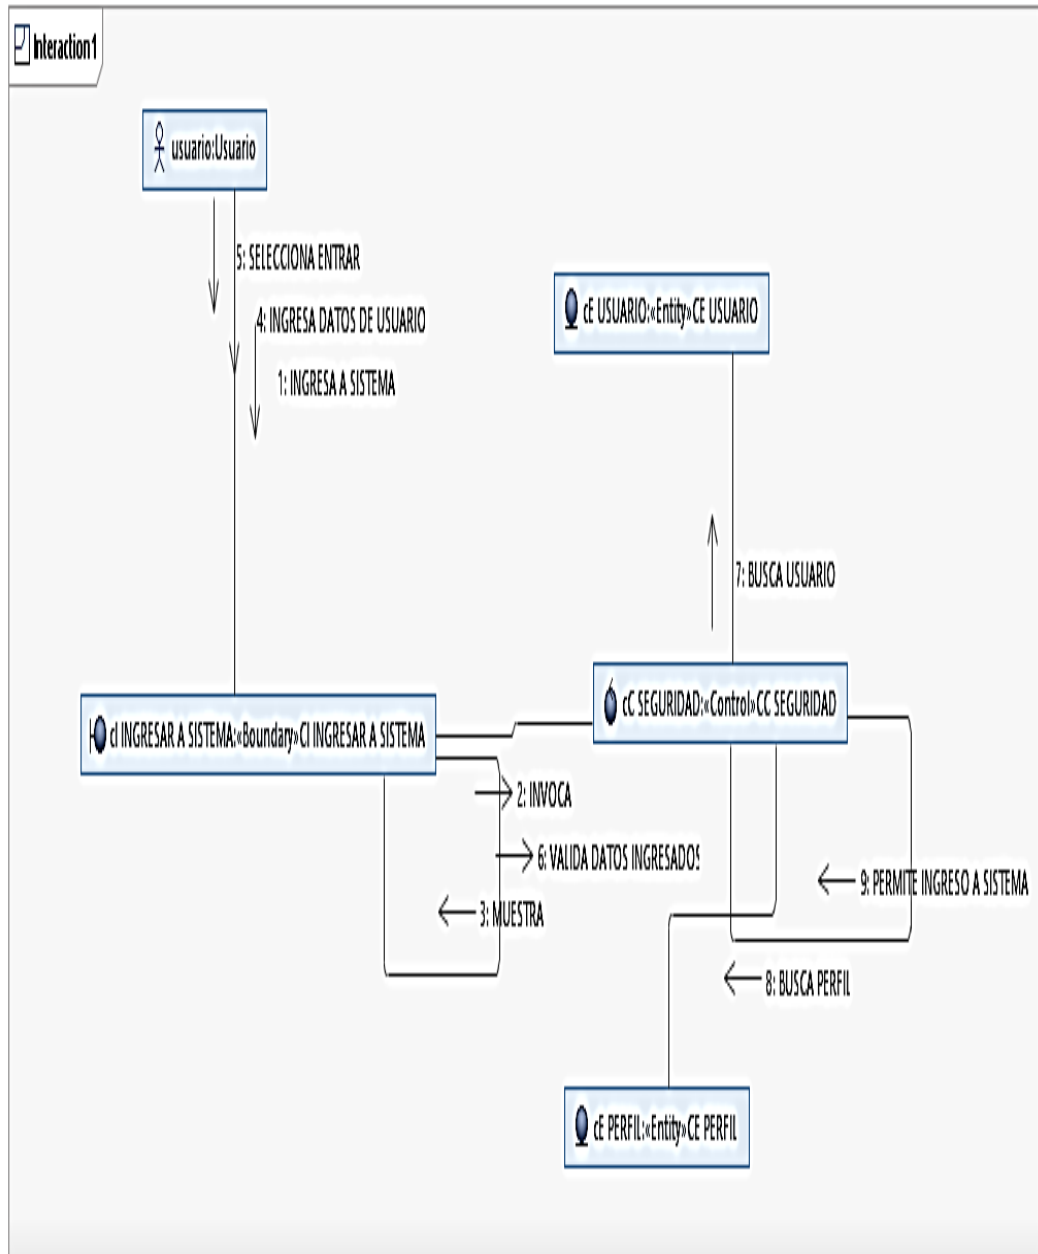 Interaction1
usuario:Usuario
5: SELECCIONA ENTRAR
4: INGRESA DATOS DE USUARIO
1: INGRESA A SISTEMA
cE USUARIO:«Entity»CE USUARIO
7: BUSCA USUARIO
cI INGRESAR A SISTEMA:«Boundary»CI INGRESAR A SISTEMA
cC SEGURIDAD:«Control»CC SEGURIDAD
2: INVOCA
6: VALIDA DATOS INGRESADOS
3: MUESTRA
9: PERMITE INGRESO A SISTEMA
8: BUSCA PERFIL
cE PERFIL:«Entity»CE PERFIL